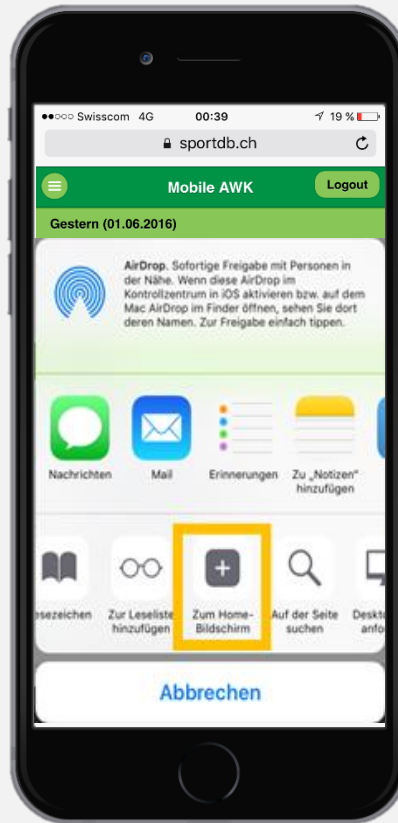 Swisscom 4G 00:39 19 %
sportdb.ch
Mobile AWK Logout
Gestern (01.06.2016)
AirDrop. Sofortige Freigabe mit Personen in
der Nähe. Wenn diese AirDrop im
Kontrollzentrum in iOS aktivieren bzw. auf dem
Mac AirDrop im Finder öffnen, sehen Sie dort
deren Namen. Zur Freigabe einfach tippen.
Nachrichten Mail Erinnerungen Zu „Notizen“
hinzufügen
esezeichen Zur Leseliste Zum Home- Auf der Seite Deskt
hinzufügen Bildschirm suchen anfo
Abbrechen